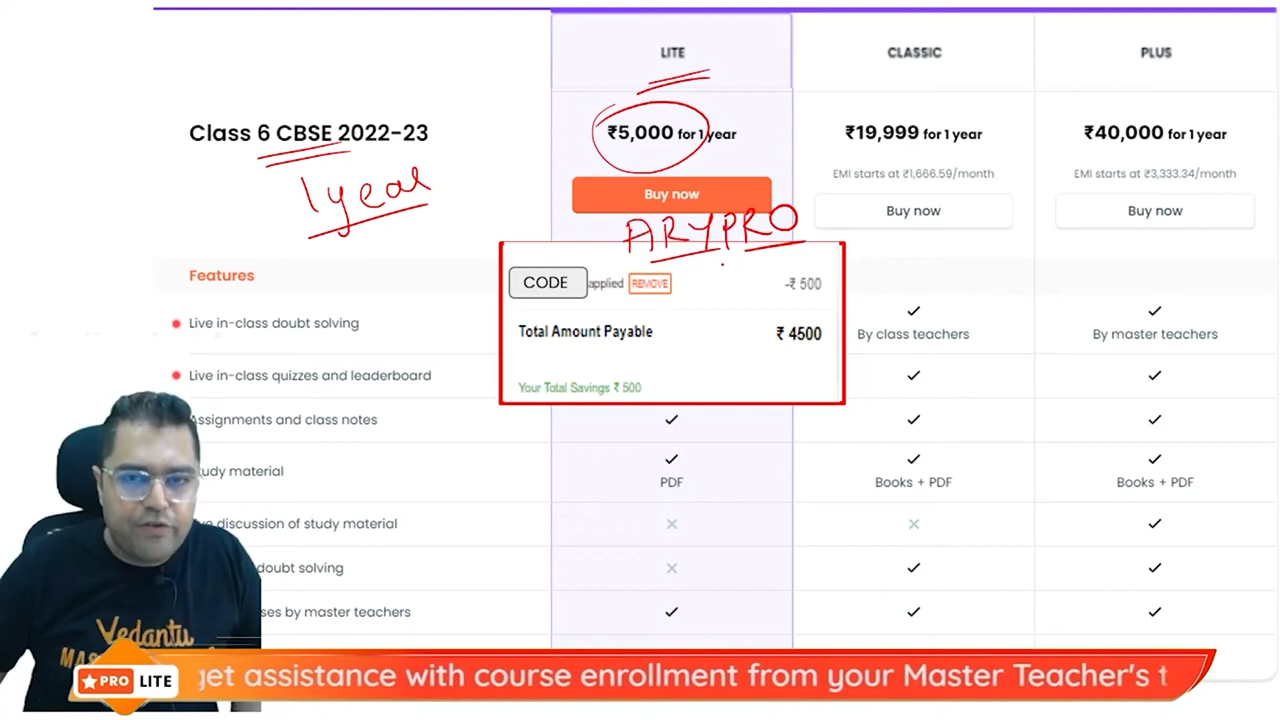 LITE
CLASSIC
PLUS
Class 6 CBSE 2022-23
₹5,000 for 1 year
₹19,999 for 1 year
₹40,000 for 1 year
EMI starts at ₹1,666.59/month
EMI starts at ₹3,333.34/month
1 year
Buy now
Buy now
Buy now
ARYPRO
Features
CODE applied REMOVE -₹ 500
Total Amount Payable ₹ 4500
Your Total Savings ₹ 500
Live in-class doubt solving
By class teachers
By master teachers
Live in-class quizzes and leaderboard
Assignments and class notes
study material
PDF
Books + PDF
Books + PDF
discussion of study material
doubt solving
by master teachers
Vedantu
PRO LITE
get assistance with course enrollment from your Master Teacher's t